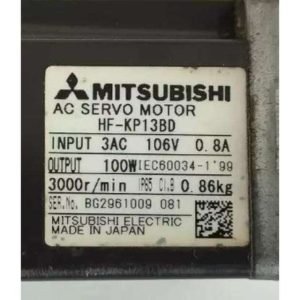 MITSUBISHI
AC SERVO MOTOR
HF-KP13BD
INPUT 3AC 106V 0.8A
OUTPUT 100W IEC60034-1'99
3000r/min IP65 Cl.B 0.86kg
SER.No. BG2961009 081
MITSUBISHI ELECTRIC
MADE IN JAPAN